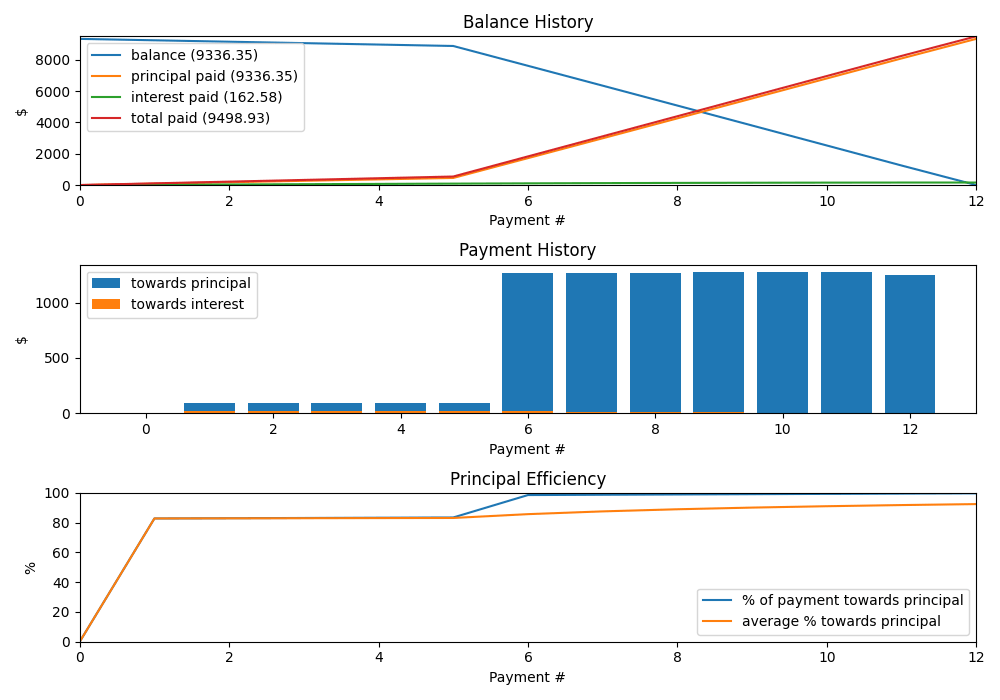 Balance History
8000
6000
4000
2000
0
$
balance (9336.35)
principal paid (9336.35)
interest paid (162.58)
total paid (9498.93)
0 2 4 6 8 10 12
Payment #
Payment History
1000
500
0
$
towards principal
towards interest
0 2 4 6 8 10 12
Payment #
Principal Efficiency
100
80
60
40
20
0
%
% of payment towards principal
average % towards principal
0 2 4 6 8 10 12
Payment #